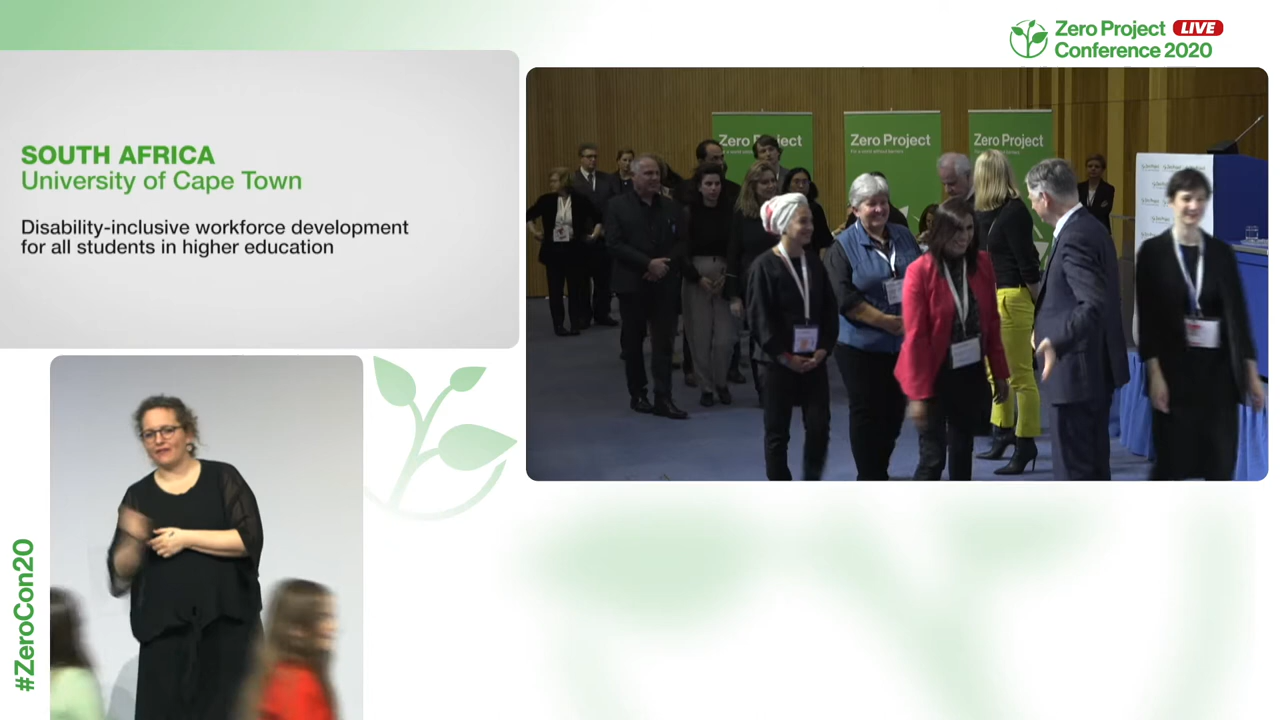 Zero Project LIVE
Conference 2020
SOUTH AFRICA
University of Cape Town
Disability-inclusive workforce development
for all students in higher education
Zero Project
Zero Project
Zero Project
#ZeroCon20